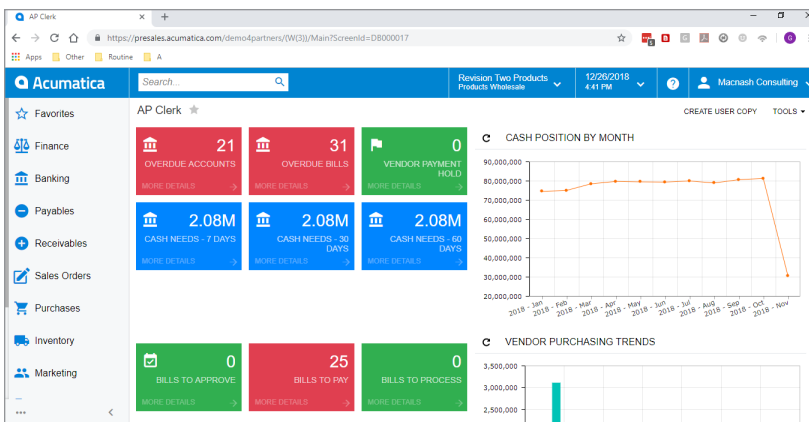 AP Clerk
https://presales.acumatica.com/demo4partners/(W(3))/Main?ScreenId=DB000017
Apps Other Routine A
Acumatica
Search...
Revision Two Products
Products Wholesale
12/26/2018
4:41 PM
Macnash Consulting
Favorites
Finance
Banking
Payables
Receivables
Sales Orders
Purchases
Inventory
Marketing
AP Clerk
CREATE USER COPY TOOLS
21
OVERDUE ACCOUNTS
MORE DETAILS
31
OVERDUE BILLS
MORE DETAILS
0
VENDOR PAYMENT
HOLD
MORE DETAILS
2.08M
CASH NEEDS - 7 DAYS
MORE DETAILS
2.08M
CASH NEEDS - 30
DAYS
MORE DETAILS
2.08M
CASH NEEDS - 60
DAYS
MORE DETAILS
0
BILLS TO APPROVE
MORE DETAILS
25
BILLS TO PAY
MORE DETAILS
0
BILLS TO PROCESS
MORE DETAILS
CASH POSITION BY MONTH
90,000,000
80,000,000
70,000,000
60,000,000
50,000,000
40,000,000
30,000,000
20,000,000
2018 - Jan
2018 - Feb
2018 - Mar
2018 - Apr
2018 - May
2018 - Jun
2018 - Jul
2018 - Aug
2018 - Sep
2018 - Oct
2018 - Nov
VENDOR PURCHASING TRENDS
3,500,000
3,000,000
2,500,000